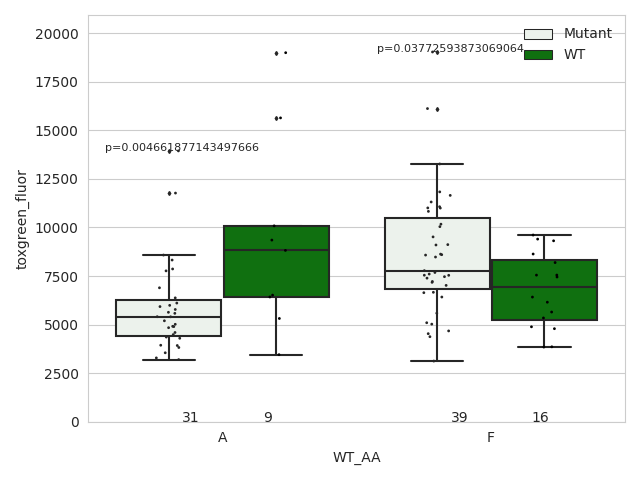 20000
17500
15000
12500
10000
7500
5000
2500
0
toxgreen_fluor
p=0.004661877143497666
p=0.03772593873069064
Mutant
WT
31 9 39 16
A F
WT_AA